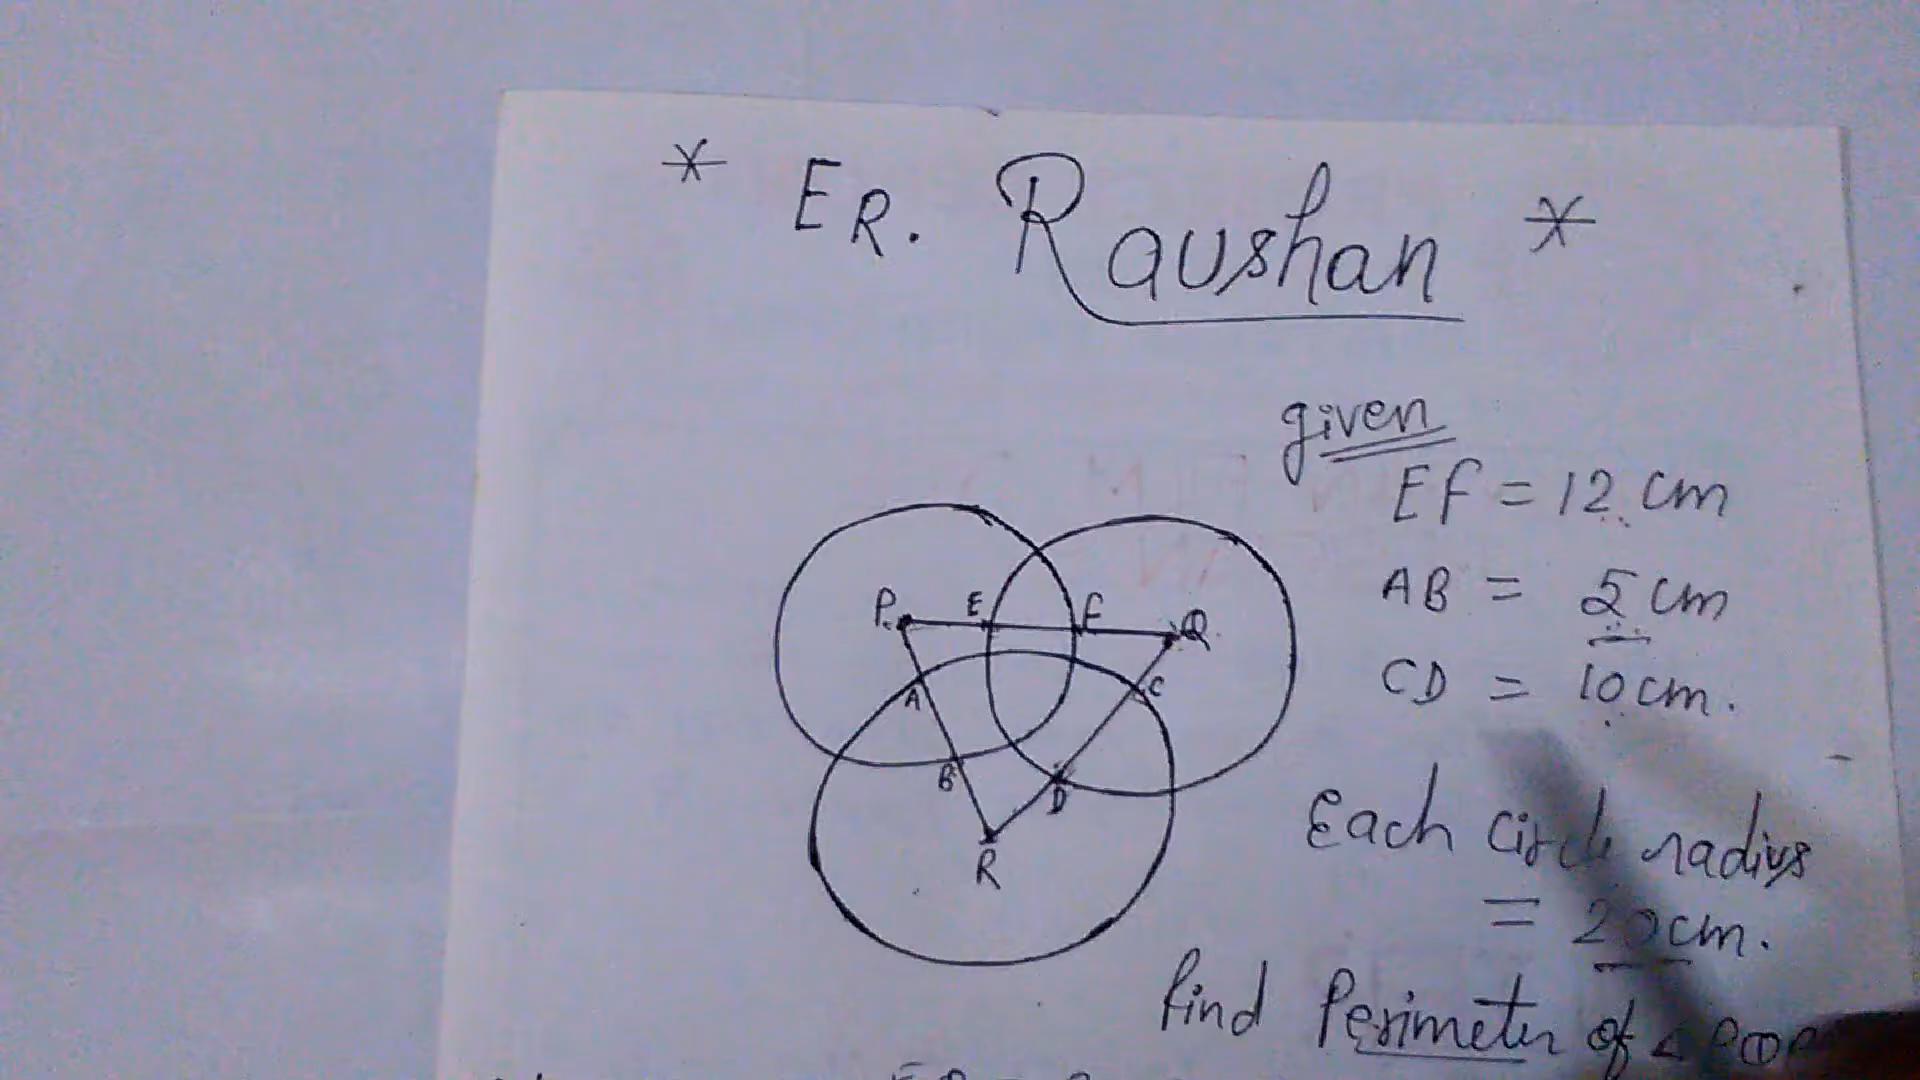 * ER. Raushan *
given
EF = 12 cm
AB = 5 cm
CD = 10 cm.
P. E F Q.
A C
B D
R
Each circle radius
= 20 cm.
find Perimeter of